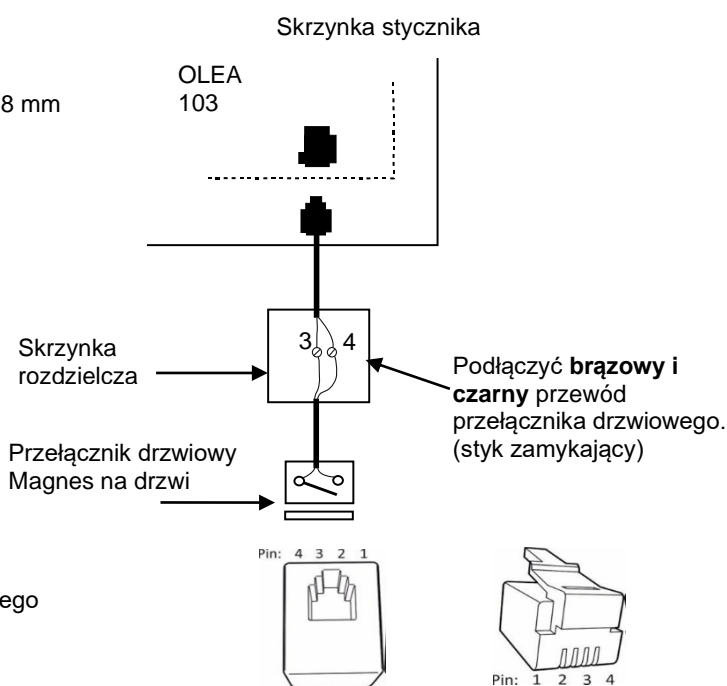 Skrzynka stycznika
OLEA
103
8 mm
3 4
Skrzynka
rozdzielcza
Podłączyć brązowy i
czarny przewód
przełącznika drzwiowego.
(styk zamykający)
Przełącznik drzwiowy
Magnes na drzwi
Pin: 4 3 2 1
ego
Pin: 1 2 3 4